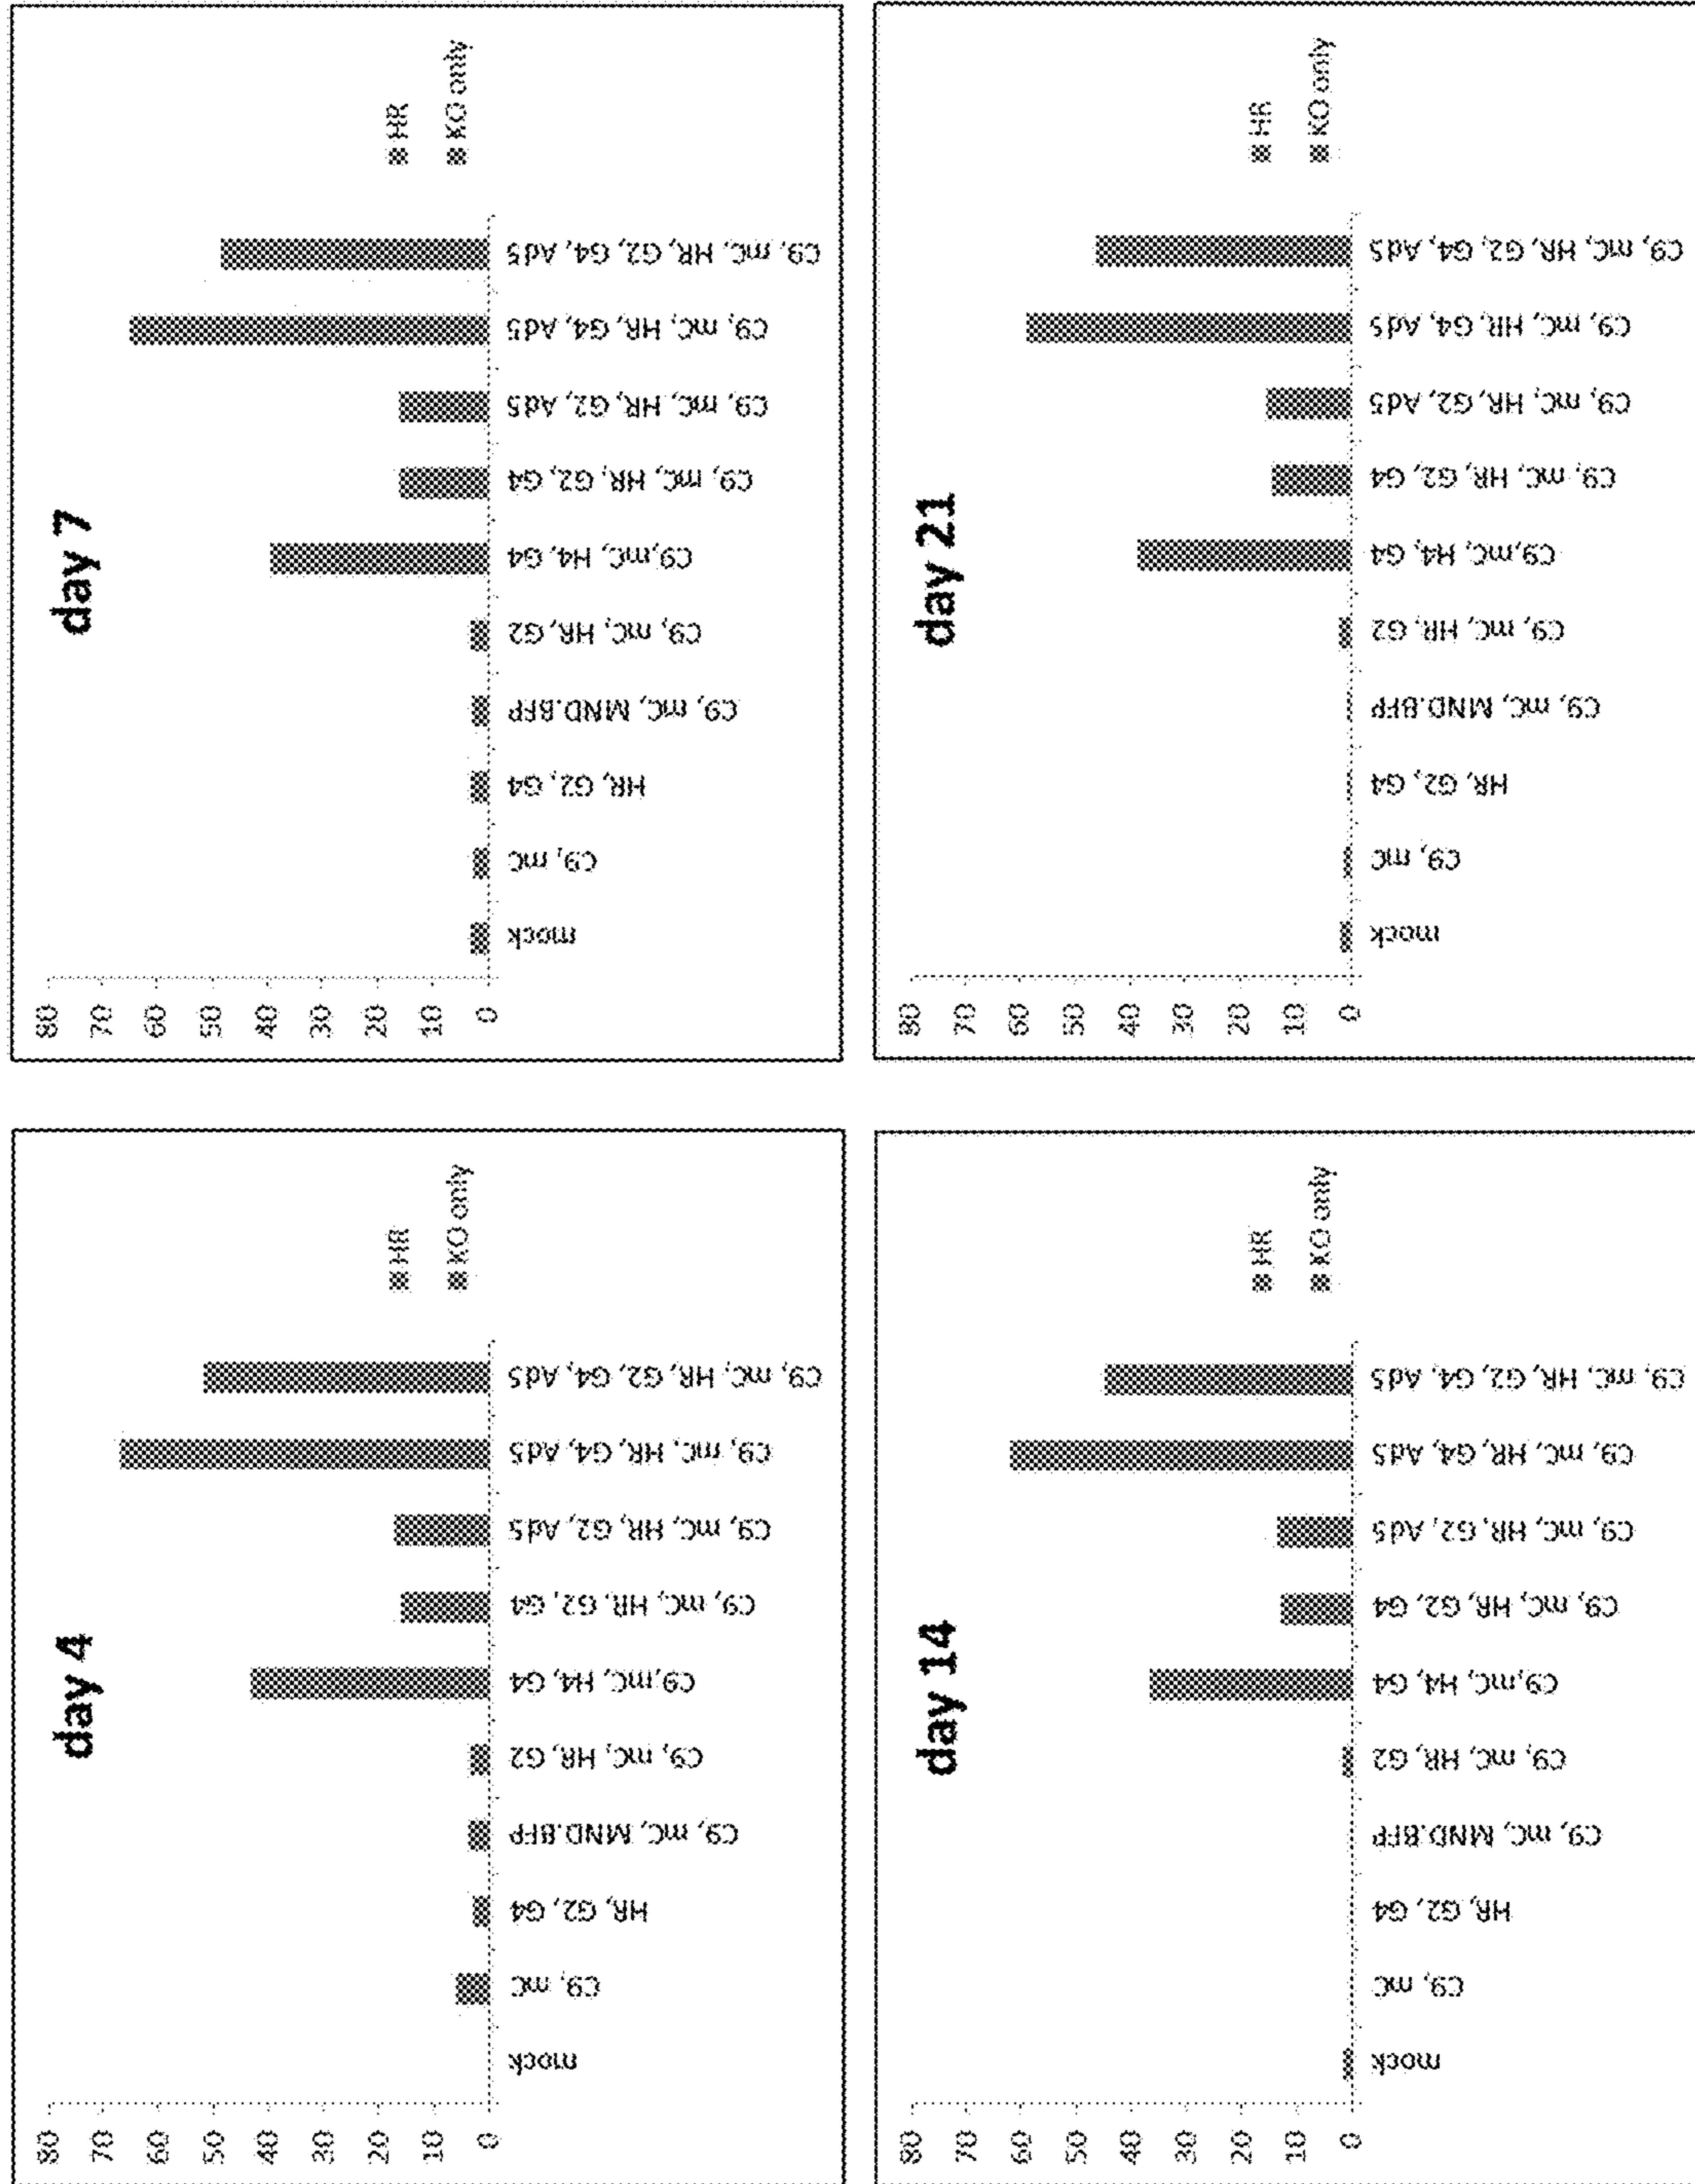 day 4
80
70
60
50
40
30
20
10
0
mock
C9, mC
HR, G2, G4
C9, mC, MND.BFP
C9, mC, HR, G2
C9,mC, H4, G4
C9, mC, HR, G2, G4
C9, mC, HR, G2, Ad5
C9, mC, HR, G4, Ad5
C9, mC, HR, G2, G4, Ad5
HR
KO only
day 7
80
70
60
50
40
30
20
10
0
mock
C9, mC
HR, G2, G4
C9, mC, MND.BFP
C9, mC, HR, G2
C9,mC, H4, G4
C9, mC, HR, G2, G4
C9, mC, HR, G2, Ad5
C9, mC, HR, G4, Ad5
C9, mC, HR, G2, G4, Ad5
HR
KO only
day 14
80
70
60
50
40
30
20
10
0
mock
C9, mC
HR, G2, G4
C9, mC, MND.BFP
C9, mC, HR, G2
C9,mC, H4, G4
C9, mC, HR, G2, G4
C9, mC, HR, G2, Ad5
C9, mC, HR, G4, Ad5
C9, mC, HR, G2, G4, Ad5
HR
KO only
day 21
80
70
60
50
40
30
20
10
0
mock
C9, mC
HR, G2, G4
C9, mC, MND.BFP
C9, mC, HR, G2
C9,mC, H4, G4
C9, mC, HR, G2, G4
C9, mC, HR, G2, Ad5
C9, mC, HR, G4, Ad5
C9, mC, HR, G2, G4, Ad5
HR
KO only